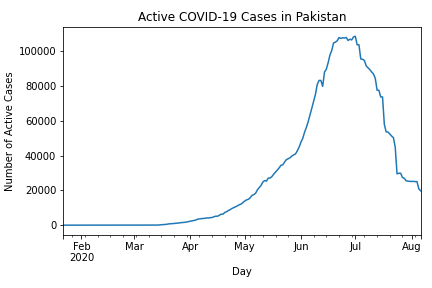 Active COVID-19 Cases in Pakistan
Number of Active Cases
100000
80000
60000
40000
20000
0
Feb Mar Apr May Jun Jul Aug
2020
Day